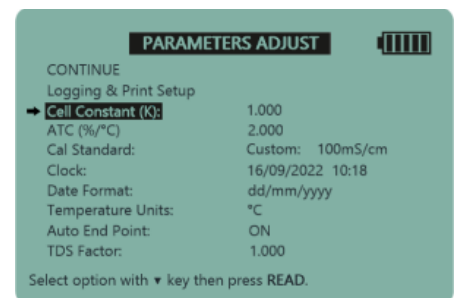 PARAMETERS ADJUST
CONTINUE
Logging & Print Setup
Cell Constant (K): 1.000
ATC (%/°C) 2.000
Cal Standard: Custom: 100mS/cm
Clock: 16/09/2022 10:18
Date Format: dd/mm/yyyy
Temperature Units: °C
Auto End Point: ON
TDS Factor: 1.000
Select option with ▼ key then press READ.